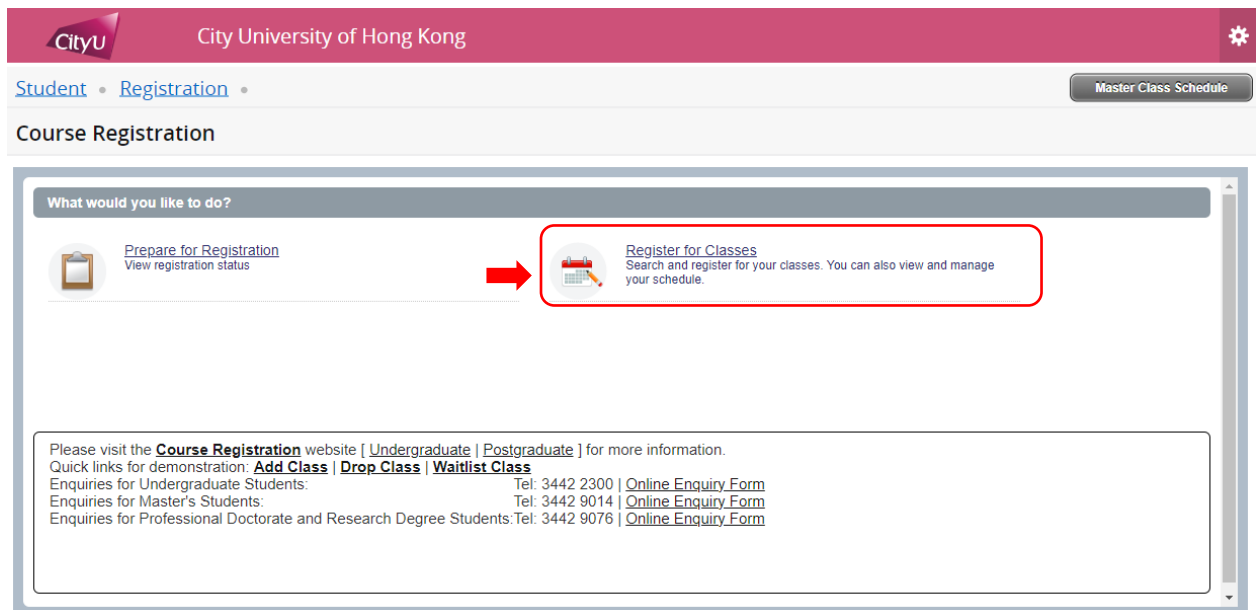 CityU
City University of Hong Kong
Student • Registration •
Master Class Schedule
Course Registration
What would you like to do?
Prepare for Registration
View registration status
Register for Classes
Search and register for your classes. You can also view and manage
your schedule.
Please visit the Course Registration website [ Undergraduate | Postgraduate ] for more information.
Quick links for demonstration: Add Class | Drop Class | Waitlist Class
Enquiries for Undergraduate Students: Tel: 3442 2300 | Online Enquiry Form
Enquiries for Master's Students: Tel: 3442 9014 | Online Enquiry Form
Enquiries for Professional Doctorate and Research Degree Students:Tel: 3442 9076 | Online Enquiry Form